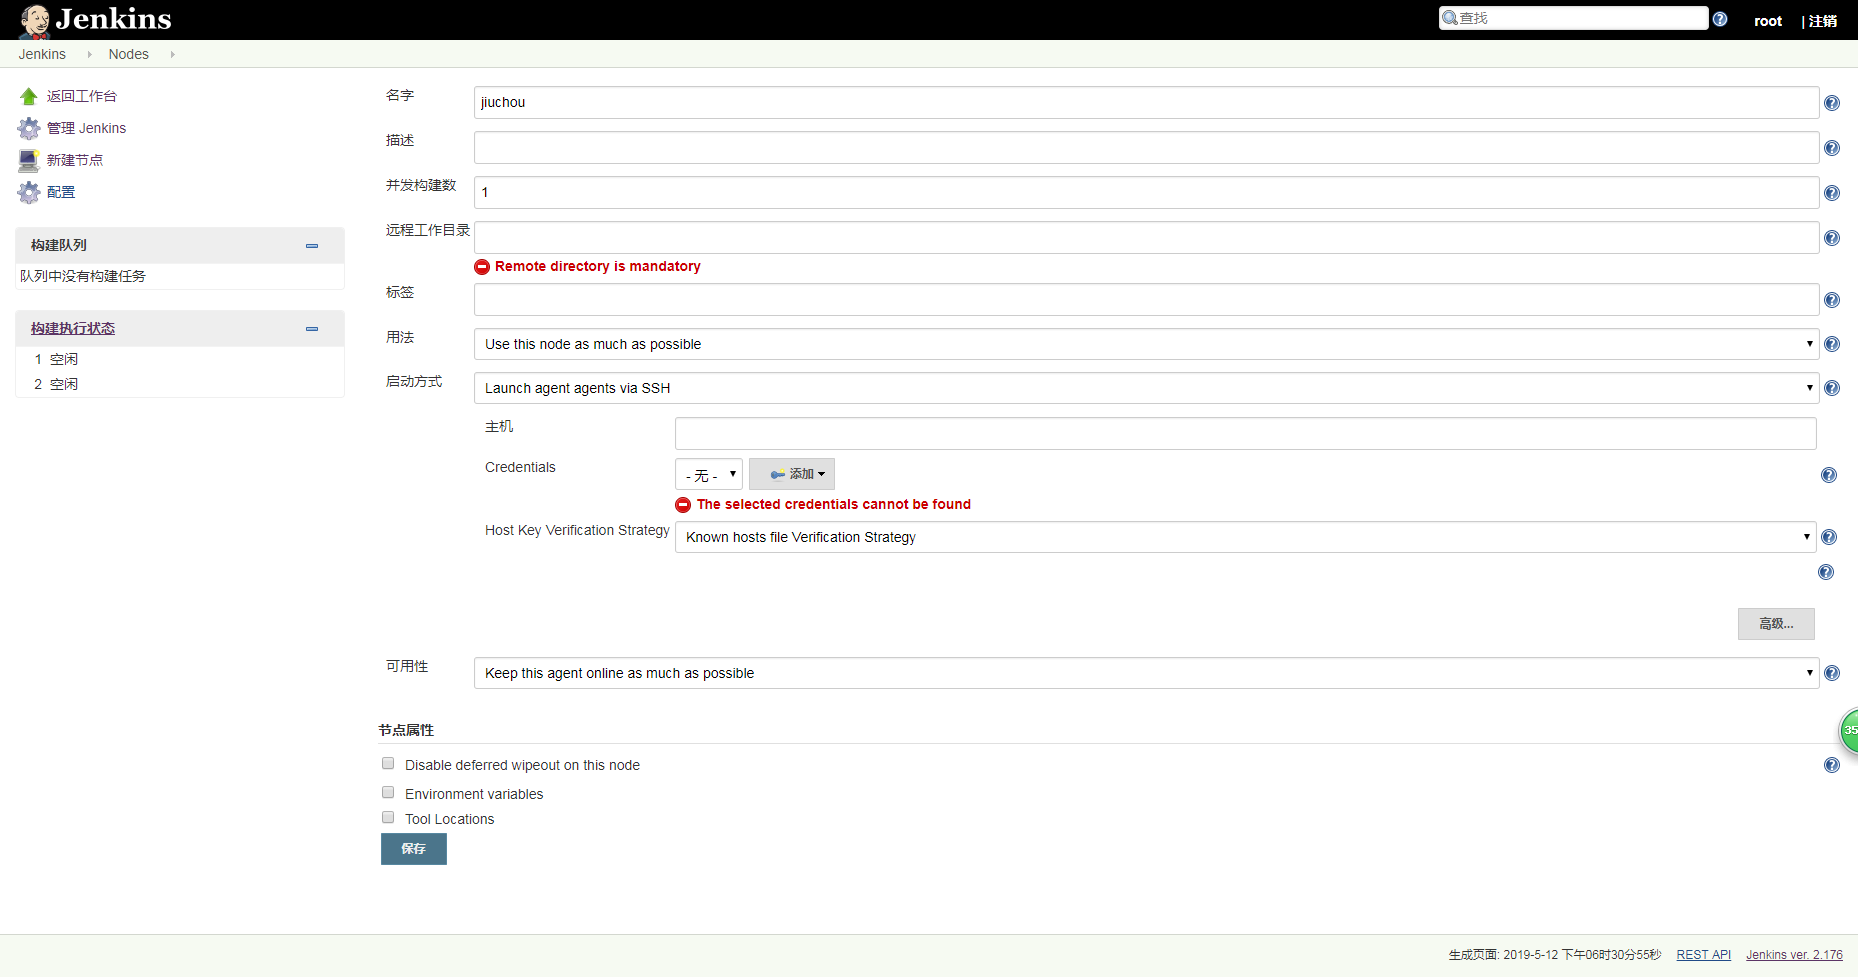 Jenkins
查找
root
| 注销
Jenkins
Nodes
返回工作台
管理 Jenkins
新建节点
配置
构建队列
队列中没有构建任务
构建执行状态
1 空闲
2 空闲
名字
jiuchou
描述
并发构建数
1
远程工作目录
Remote directory is mandatory
标签
用法
Use this node as much as possible
启动方式
Launch agent agents via SSH
主机
Credentials
- 无 -
添加
The selected credentials cannot be found
Host Key Verification Strategy
Known hosts file Verification Strategy
高级...
可用性
Keep this agent online as much as possible
节点属性
Disable deferred wipeout on this node
Environment variables
Tool Locations
保存
35
生成页面: 2019-5-12 下午06时30分55秒 REST API Jenkins ver. 2.176